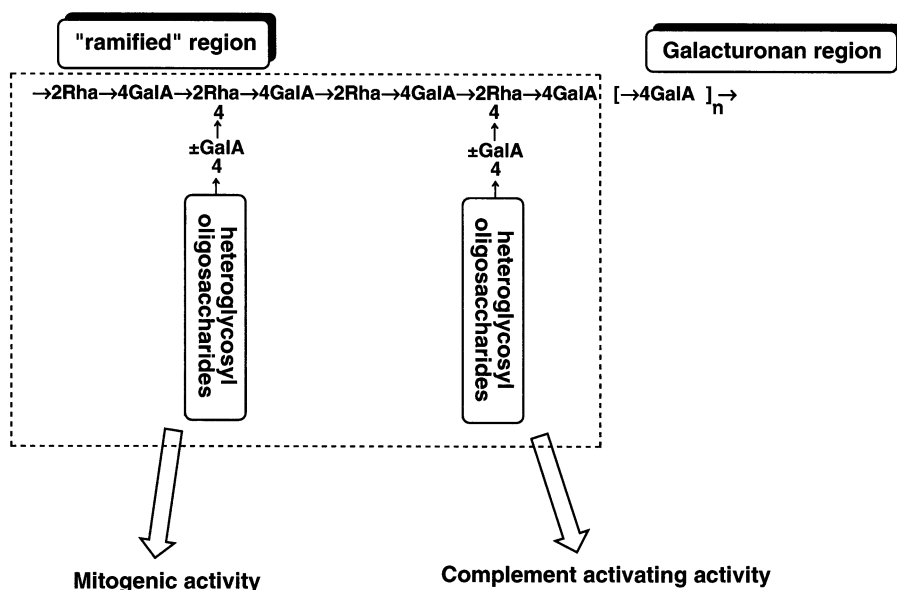 "ramified" region
Galacturonan region
→2Rha→4GalA→2Rha→4GalA→2Rha→4GalA→2Rha→4GalA [→4GalA ]n→
4 4
↑ ↑
±GalA ±GalA
4 4
↑ ↑
heteroglycosyl
oligosaccharides
heteroglycosyl
oligosaccharides
Mitogenic activity
Complement activating activity